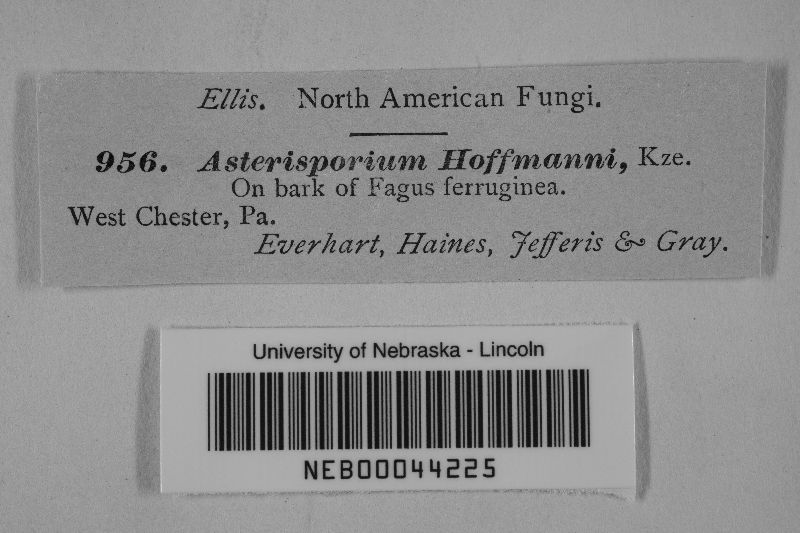 Ellis. North American Fungi.
956. Asterisporium Hoffmanni, Kze.
On bark of Fagus ferruginea.
West Chester, Pa.
Everhart, Haines, Jefferis & Gray.
University of Nebraska - Lincoln
NEB00044225